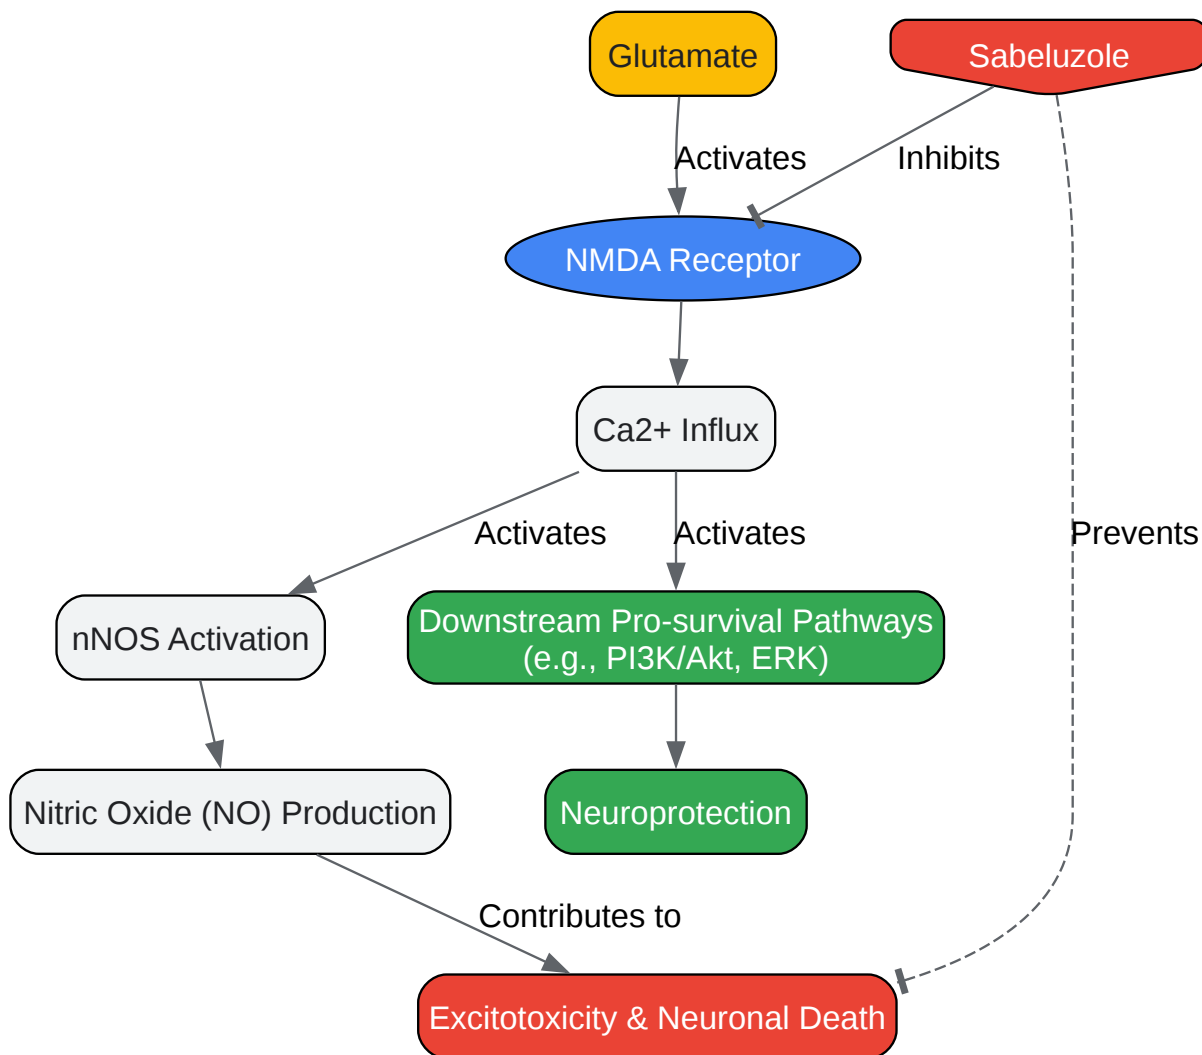 Glutamate
Sabeluzole
Activates
Inhibits
NMDA Receptor
Ca2+ Influx
Activates
Activates
Prevents
nNOS Activation
Downstream Pro-survival Pathways
(e.g., PI3K/Akt, ERK)
Nitric Oxide (NO) Production
Neuroprotection
Contributes to
Excitotoxicity & Neuronal Death